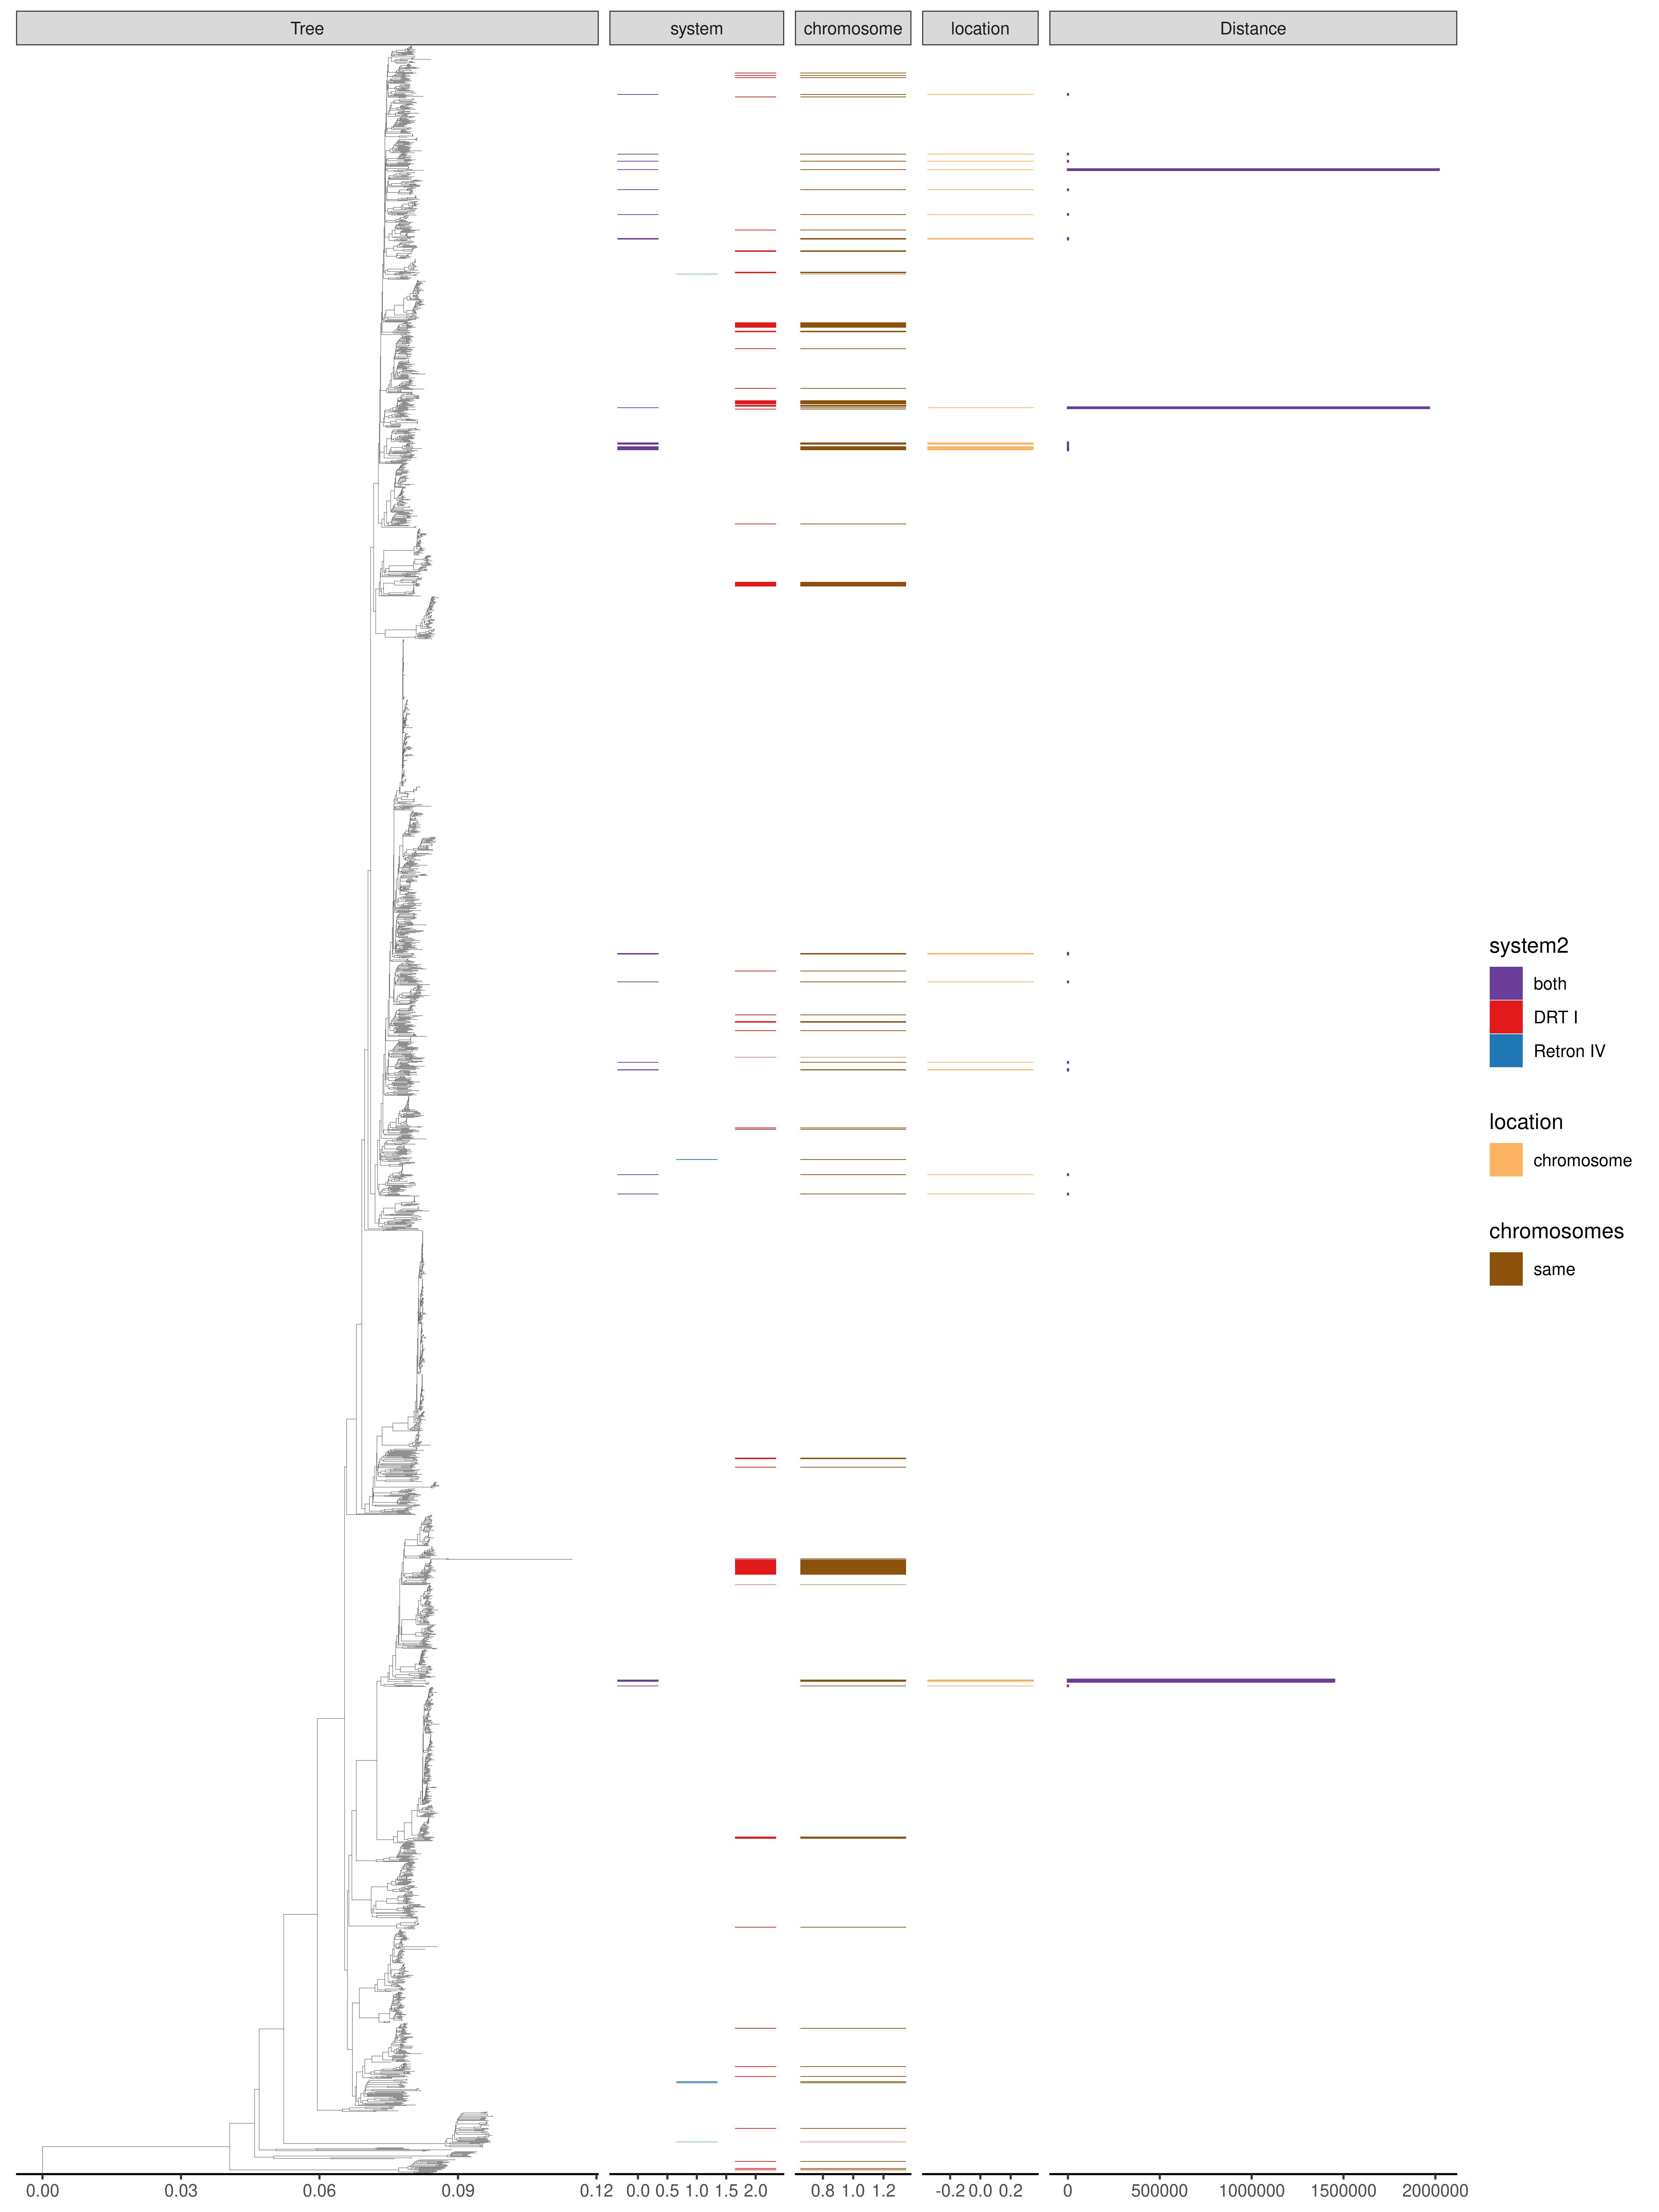 Tree system chromosome location Distance
system2
both
DRT I
Retron IV
location
chromosome
chromosomes
same
0.00 0.03 0.06 0.09 0.12 0.0 0.5 1.0 1.5 2.0 0.8 1.0 1.2 -0.2 0.0 0.2 0 500000 1000000 1500000 2000000